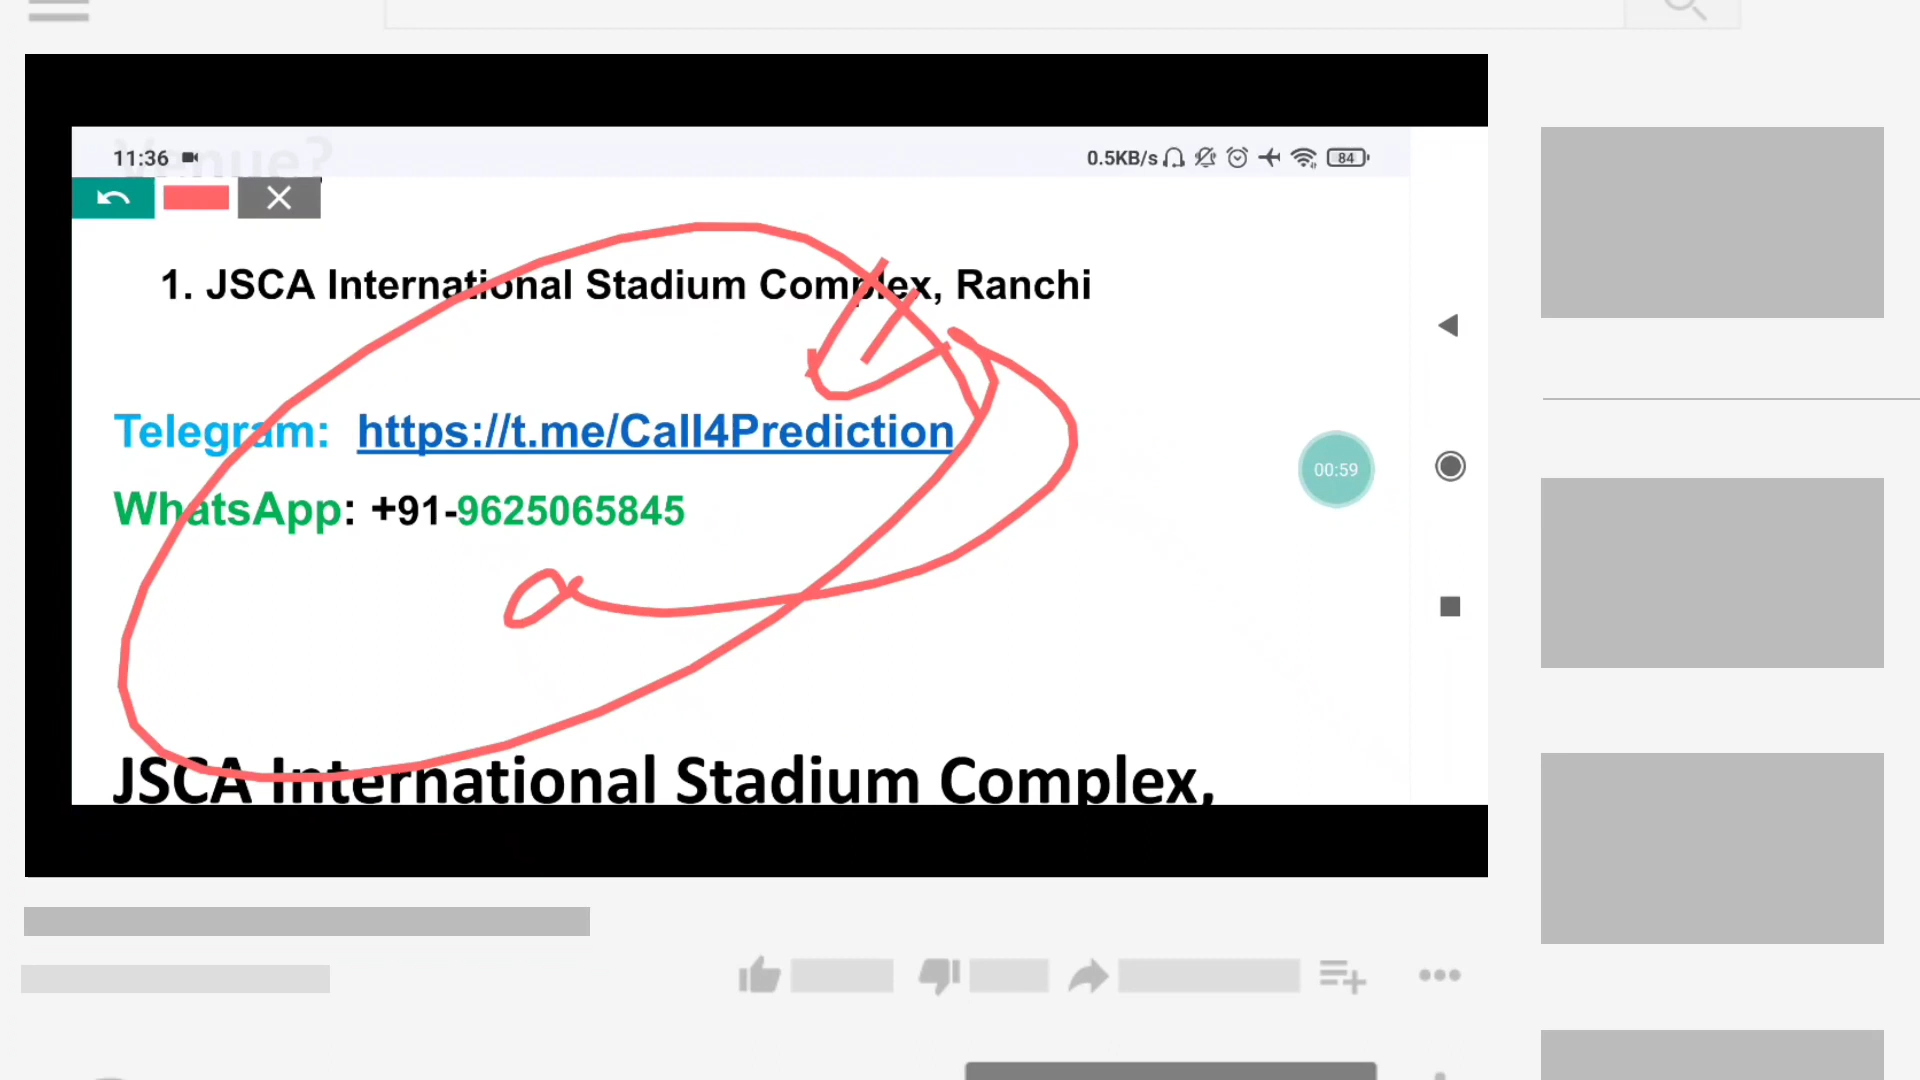 Venue?
11:36
0.5KB/s
84
1. JSCA International Stadium Complex, Ranchi
Telegram: https://t.me/Call4Prediction
00:59
WhatsApp: +91-9625065845
JSCA International Stadium Complex,